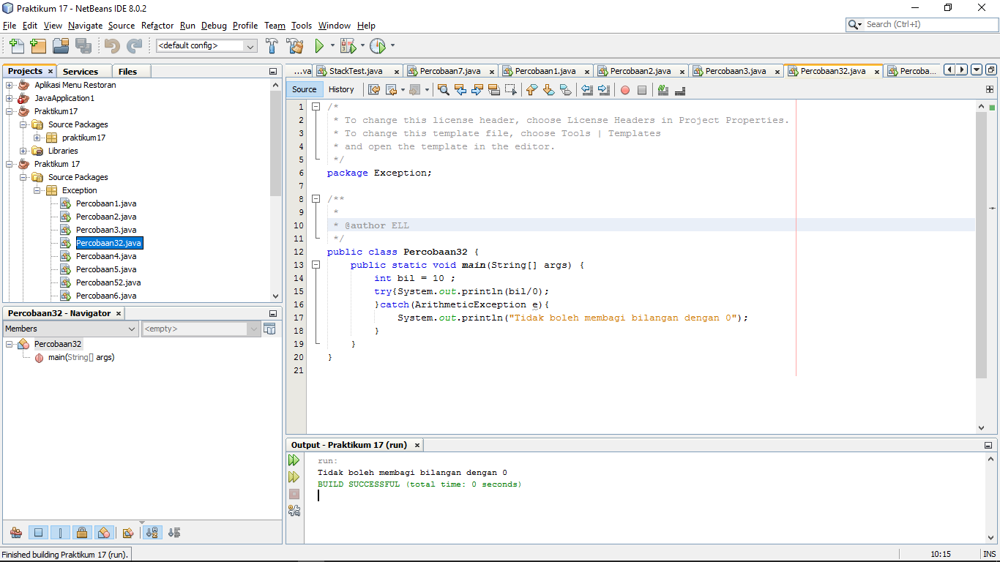 Praktikum 17 - NetBeans IDE 8.0.2
File Edit View Navigate Source Refactor Run Debug Profile Team Tools Window Help
Search (Ctrl+I)
<default config>
Projects Services Files
Aplikasi Menu Restoran
JavaApplication1
Praktikum17
Source Packages
praktikum17
Libraries
Praktikum 17
Source Packages
Exception
Percobaan1.java
Percobaan2.java
Percobaan3.java
Percobaan32.java
Percobaan4.java
Percobaan5.java
Percobaan52.java
Percobaan6.java
Percobaan32 - Navigator
Members <empty>
Percobaan32
main(String[] args)
...va StackTest.java Percobaan7.java Percobaan1.java Percobaan2.java Percobaan3.java Percobaan32.java Percoba...
Source History
1 /*
2 * To change this license header, choose License Headers in Project Properties.
3 * To change this template file, choose Tools | Templates
4 * and open the template in the editor.
5 */
6 package Exception;
7
8 /**
9 *
10 * @author ELL
11 */
12 public class Percobaan32 {
13 public static void main(String[] args) {
14 int bil = 10 ;
15 try{System.out.println(bil/0);
16 }catch(ArithmeticException e){
17 System.out.println("Tidak boleh membagi bilangan dengan 0");
18 }
19 }
20 }
21
Output - Praktikum 17 (run)
run:
Tidak boleh membagi bilangan dengan 0
BUILD SUCCESSFUL (total time: 0 seconds)
Finished building Praktikum 17 (run).
10:15 INS